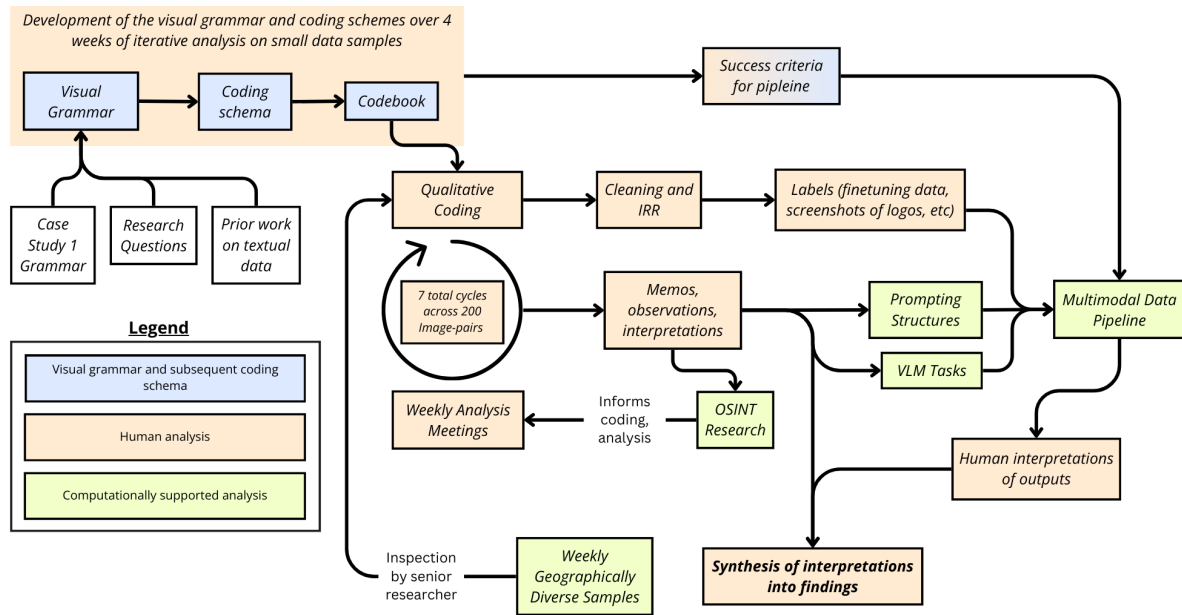 Development of the visual grammar and coding schemes over 4
weeks of iterative analysis on small data samples
Visual
Grammar
Coding
schema
Codebook
Success criteria
for pipleine
Case
Study 1
Grammar
Research
Questions
Prior work
on textual
data
Qualitative
Coding
Cleaning and
IRR
Labels (finetuning data,
screenshots of logos, etc)
7 total cycles
across 200
Image-pairs
Memos,
observations,
interpretations
Prompting
Structures
Multimodal Data
Pipeline
VLM Tasks
Legend
Visual grammar and subsequent coding
schema
Human analysis
Computationally supported analysis
Weekly Analysis
Meetings
Informs
coding,
analysis
OSINT
Research
Human interpretations
of outputs
Inspection
by senior
researcher
Weekly
Geographically
Diverse Samples
Synthesis of interpretations
into findings